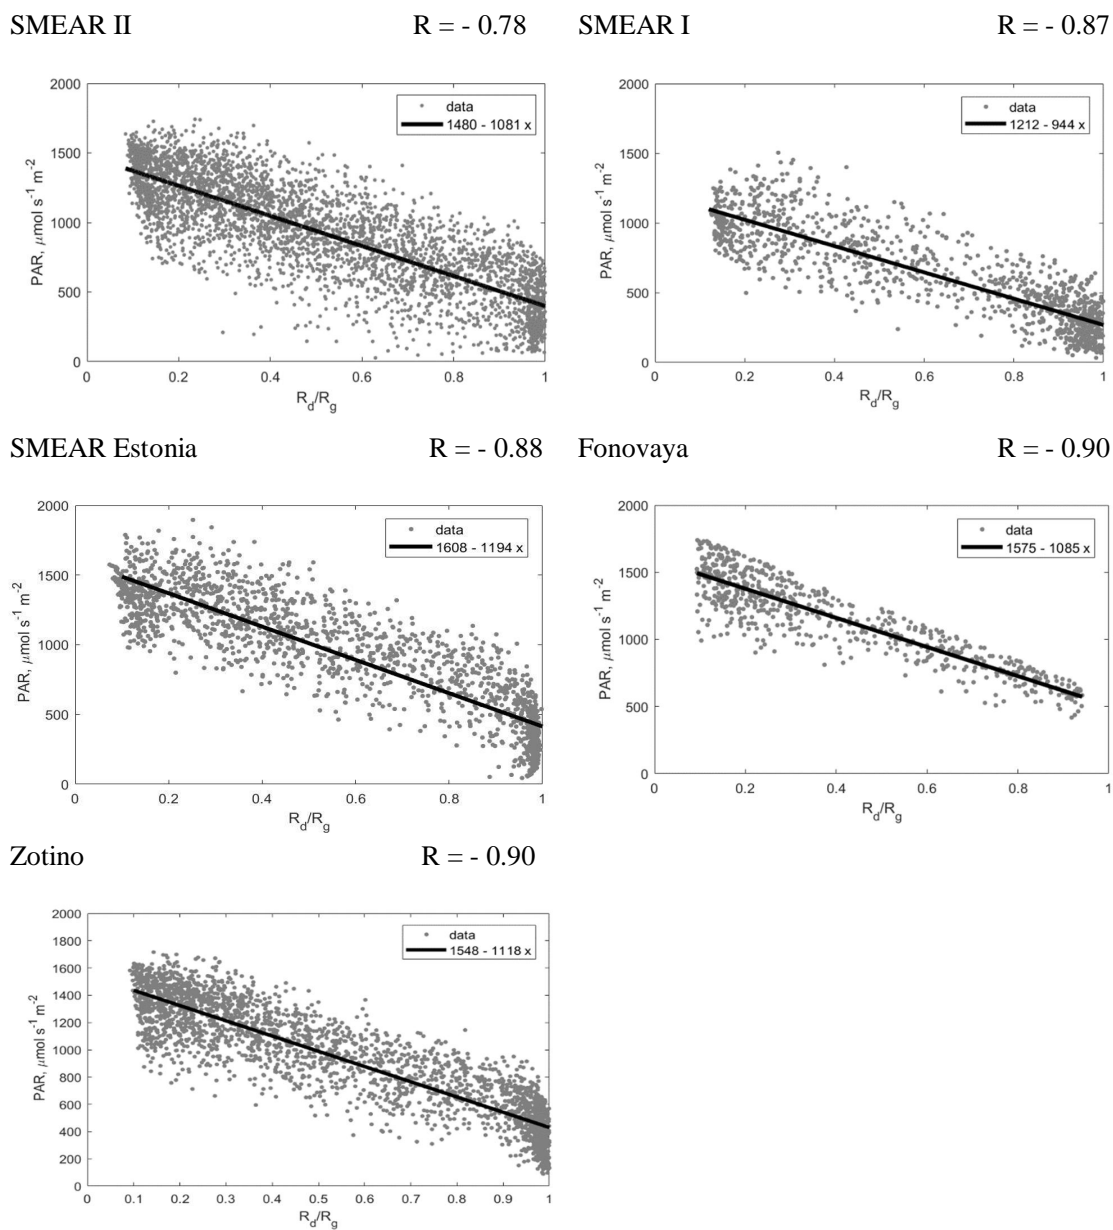 SMEAR II R = - 0.78
2000
1500
1000
500
0
0 0.2 0.4 0.6 0.8 1
PAR, μmol s⁻¹ m⁻²
R_d/R_g
data
1480 - 1081 x
SMEAR I R = - 0.87
2000
1500
1000
500
0
0 0.2 0.4 0.6 0.8 1
PAR, μmol s⁻¹ m⁻²
R_d/R_g
data
1212 - 944 x
SMEAR Estonia R = - 0.88
2000
1500
1000
500
0
0 0.2 0.4 0.6 0.8 1
PAR, μmol s⁻¹ m⁻²
R_d/R_g
data
1608 - 1194 x
Fonovaya R = - 0.90
2000
1500
1000
500
0
0 0.2 0.4 0.6 0.8 1
PAR, μmol s⁻¹ m⁻²
R_d/R_g
data
1575 - 1085 x
Zotino R = - 0.90
2000
1800
1600
1400
1200
1000
800
600
400
200
0
0 0.1 0.2 0.3 0.4 0.5 0.6 0.7 0.8 0.9 1
PAR, μmol s⁻¹ m⁻²
R_d/R_g
data
1548 - 1118 x